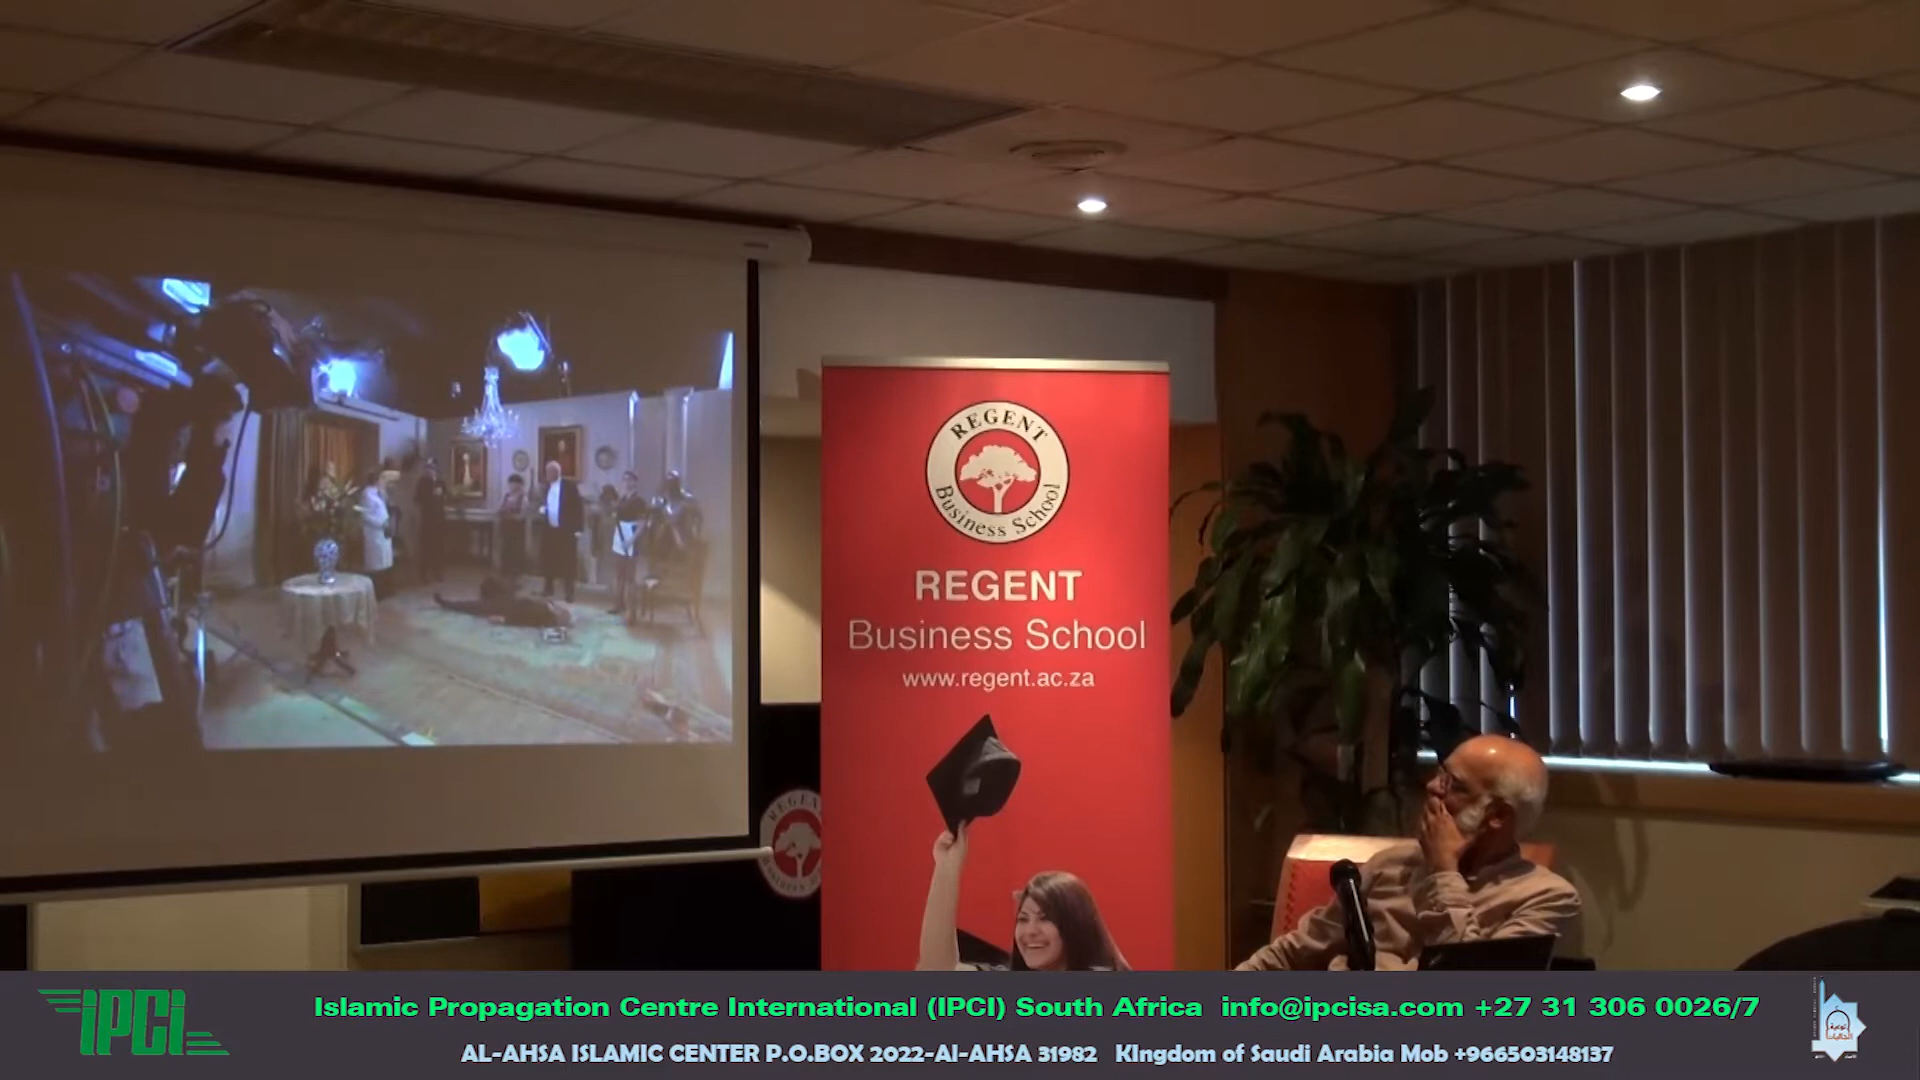 REGENT
Business School
REGENT
Business School
www.regent.ac.za
REGENT
IPCI
Islamic Propagation Centre International (IPCI) South Africa info@ipcisa.com +27 31 306 0026/7
AL-AHSA ISLAMIC CENTER P.O.BOX 2022-Al-AHSA 31982 KIngdom of Saudi Arabia Mob +966503148137